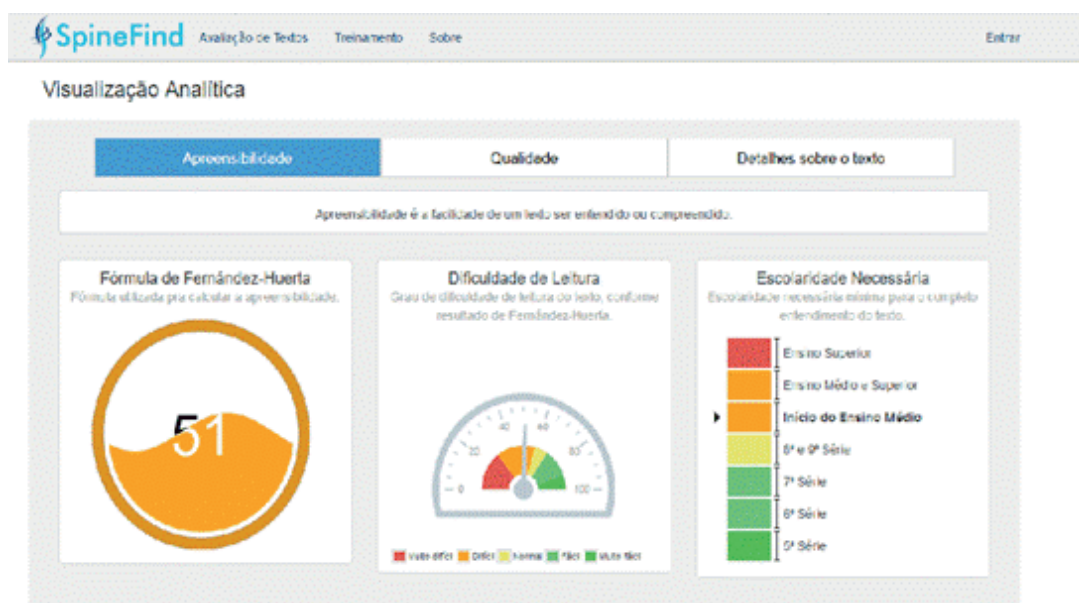 SpineFind Avaliação de Textos Treinamento Sobre Entrar
Visualização Analítica
Apreensibilidade Qualidade Detalhes sobre o texto
Apreensibilidade é a facilidade de um texto ser entendido ou compreendido.
Fórmula de Fernández-Huerta
Fórmula utilizada pra calcular a apreensibilidade.
51
Dificuldade de Leitura
Grau de dificuldade de leitura do texto, conforme
resultado de Fernández-Huerta.
0 20 40 60 80 100
Muito difícil Difícil Normal Fácil Muito fácil
Escolaridade Necessária
Escolaridade necessária mínima para o completo
entendimento do texto.
Ensino Superior
Ensino Médio e Superior
Início do Ensino Médio
8ª e 9ª Série
7ª Série
6ª Série
5ª Série